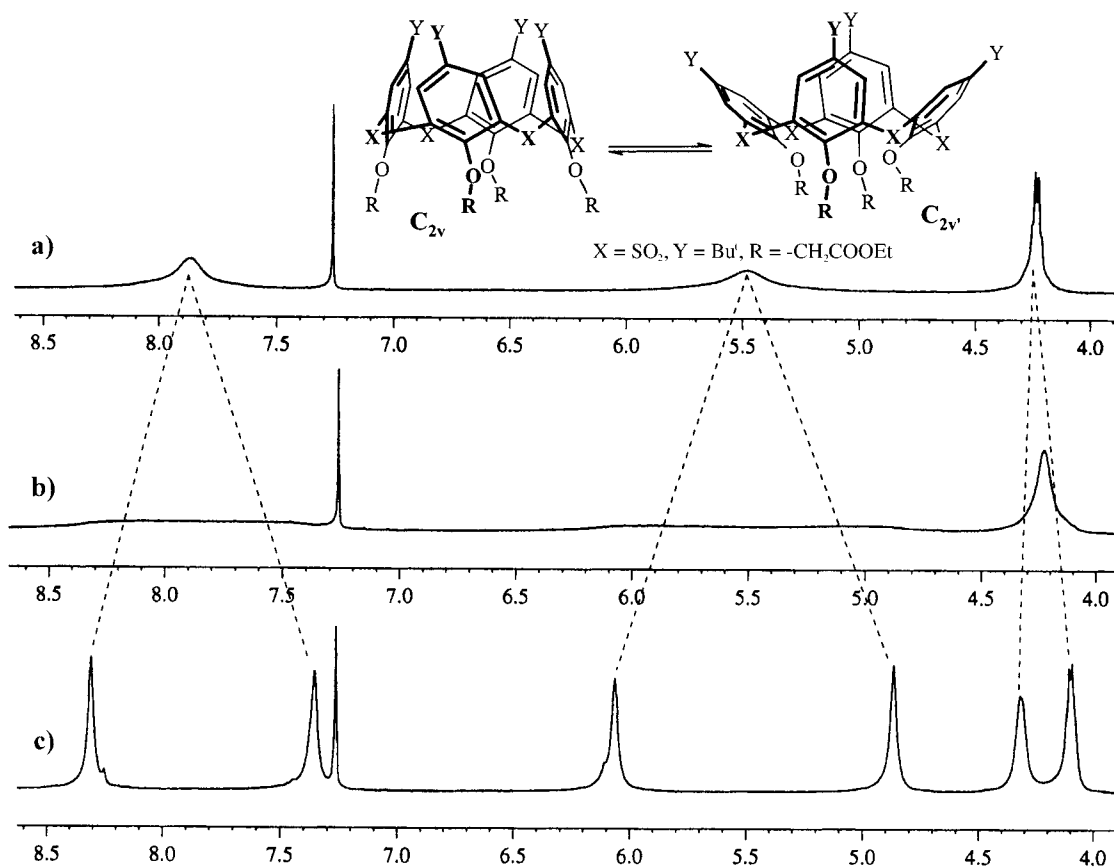 Y Y Y Y
X X X X
O O O O
R R R R
C2v
Y Y Y Y
X X X X
O O O O
R R R R
C2v'
X = SO2, Y = Buᵗ, R = -CH2COOEt
a)
8.5 8.0 7.5 7.0 6.5 6.0 5.5 5.0 4.5 4.0
b)
8.5 8.0 7.5 7.0 6.5 6.0 5.5 5.0 4.5 4.0
c)
8.5 8.0 7.5 7.0 6.5 6.0 5.5 5.0 4.5 4.0